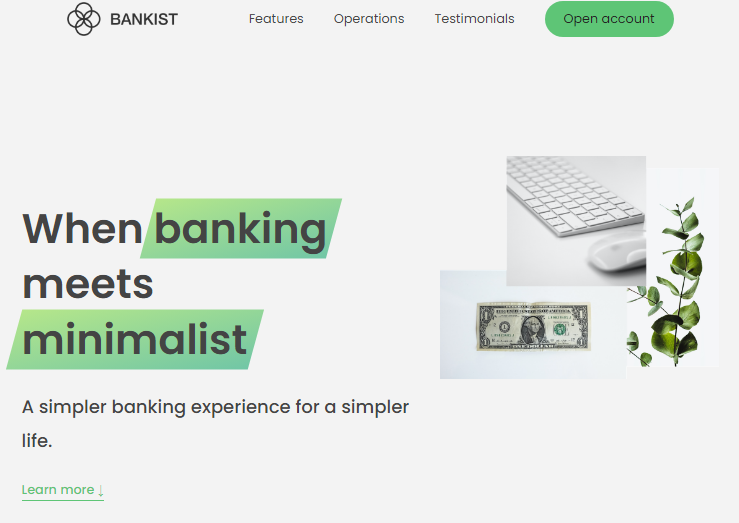 BANKIST
Features
Operations
Testimonials
Open account
When banking
meets
minimalist
A simpler banking experience for a simpler
life.
Learn more ↓